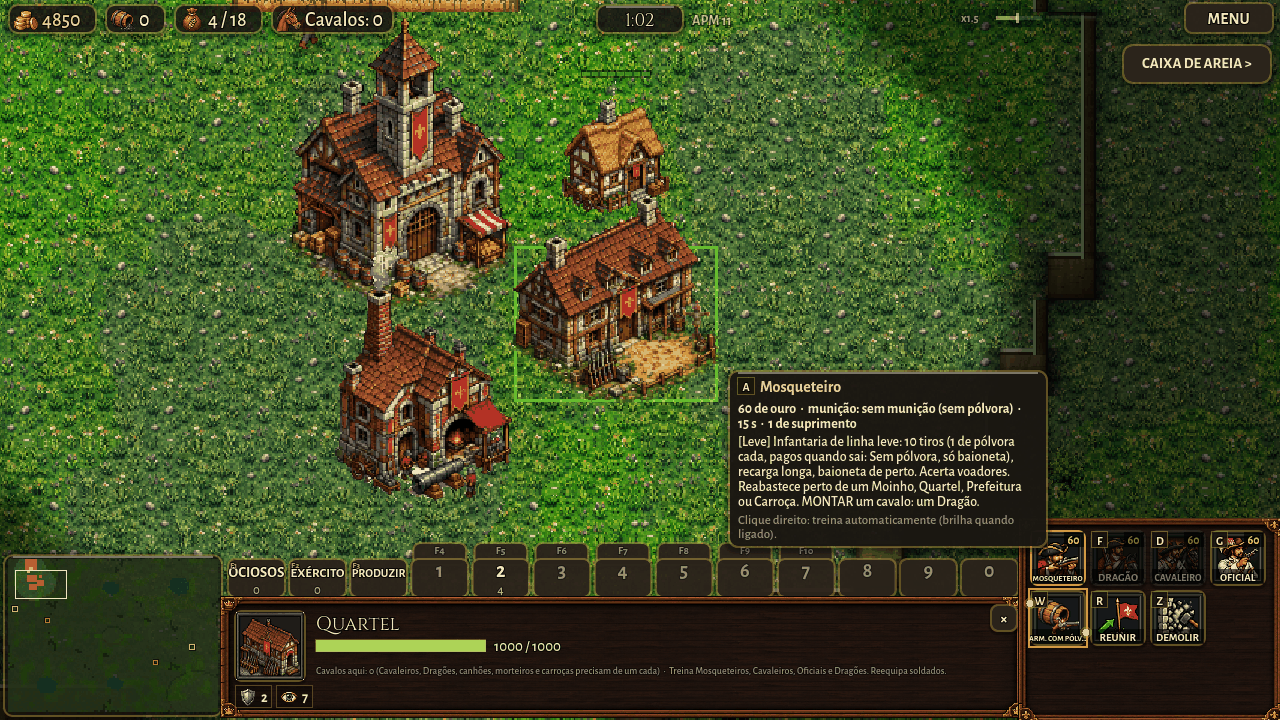 4850
0
4 / 18
Cavalos: 0
1:02
APM 11
x1.5
MENU
CAIXA DE AREIA >
A Mosqueteiro
60 de ouro · munição: sem munição (sem pólvora) ·
15 s · 1 de suprimento
[Leve] Infantaria de linha leve: 10 tiros (1 de pólvora
cada, pagos quando sai: Sem pólvora, só baioneta),
recarga longa, baioneta de perto. Acerta voadores.
Reabastece perto de um Moinho, Quartel, Prefeitura
ou Carroça. MONTAR um cavalo: um Dragão.
Clique direito: treina automaticamente (brilha quando
ligado).
F4 F5 F6 F7 F8 F9 F10
OCIOSOS EXÉRCITO PRODUZIR 1 2 3 4 5 6 7 8 9 0
0 0 4
60 F 60 D 60 G 60
MOSQUETEIRO DRAGÃO CAVALEIRO OFICIAL
W R Z
ARM. COM PÓLV... REUNIR DEMOLIR
QUARTEL
×
1000 / 1000
Cavalos aqui: 0 (Cavaleiros, Dragões, canhões, morteiros e carroças precisam de um cada) · Treina Mosqueteiros, Cavaleiros, Oficiais e Dragões. Reequipa soldados.
2 7